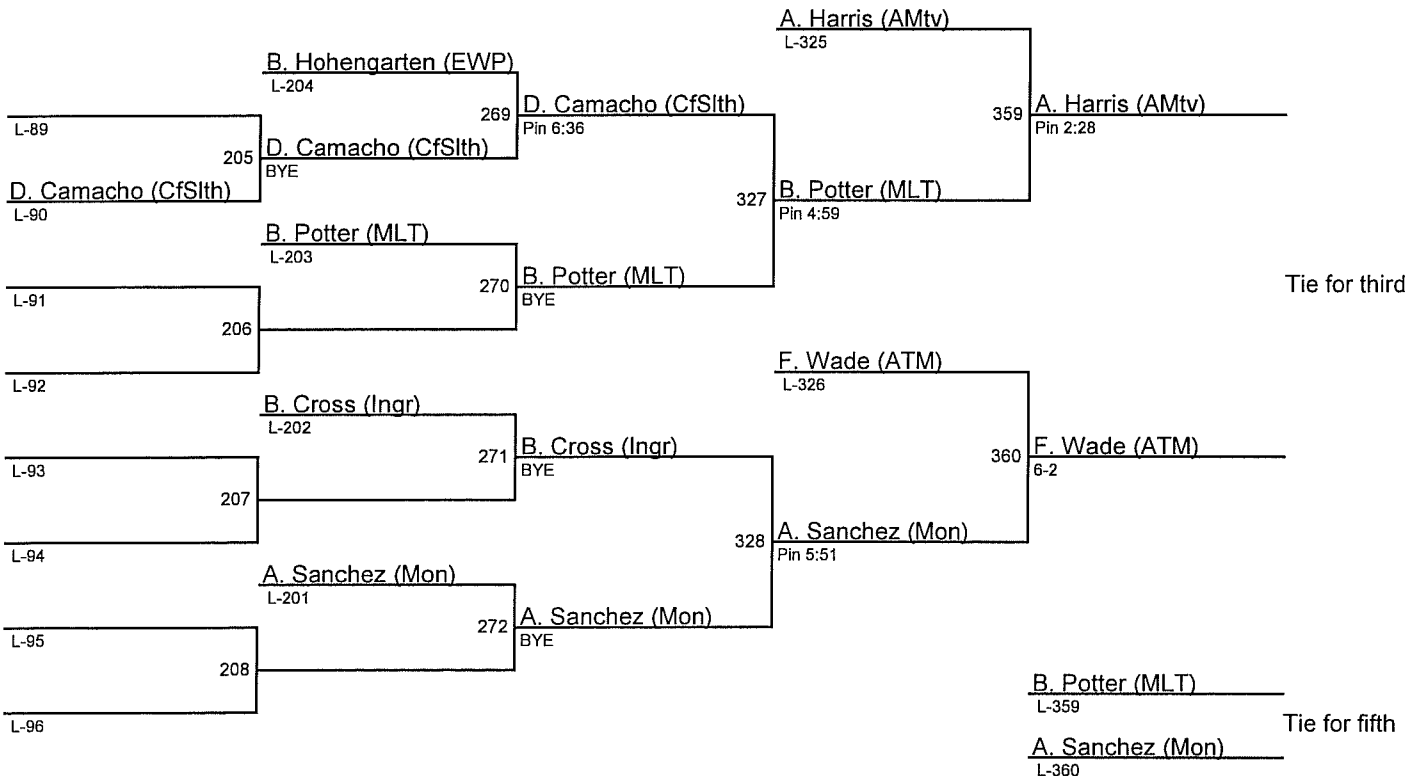 A. Harris (AMtv)
L-325
B. Hohengarten (EWP)
L-204
269
D. Camacho (CfSlth)
Pin 6:36
359
A. Harris (AMtv)
Pin 2:28
L-89
205
D. Camacho (CfSlth)
BYE
D. Camacho (CfSlth)
L-90
327
B. Potter (MLT)
Pin 4:59
B. Potter (MLT)
L-203
L-91
270
B. Potter (MLT)
BYE
Tie for third
206
L-92
F. Wade (ATM)
L-326
B. Cross (Ingr)
L-202
L-93
271
B. Cross (Ingr)
BYE
360
F. Wade (ATM)
6-2
207
L-94
328
A. Sanchez (Mon)
Pin 5:51
A. Sanchez (Mon)
L-201
L-95
272
A. Sanchez (Mon)
BYE
208
L-96
B. Potter (MLT)
L-359
Tie for fifth
A. Sanchez (Mon)
L-360